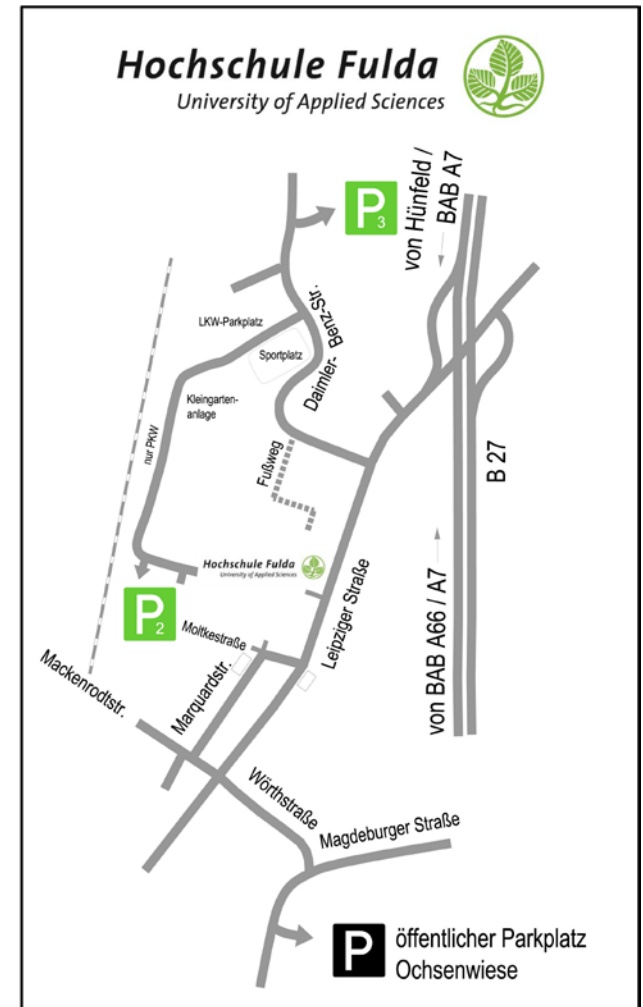 Hochschule Fulda
University of Applied Sciences
P3
von Hünfeld /
BAB A7
LKW-Parkplatz
Sportplatz
Daimler-
Benz-Str.
Kleingarten-
anlage
nur PKW
Fußweg
B 27
Hochschule Fulda
University of Applied Sciences
P2
Moltkestraße
Leipziger Straße
von BAB A66 / A7
Mackenrodtstr.
Marquardstr.
Wörthstraße
Magdeburger Straße
P
öffentlicher Parkplatz
Ochsenwiese